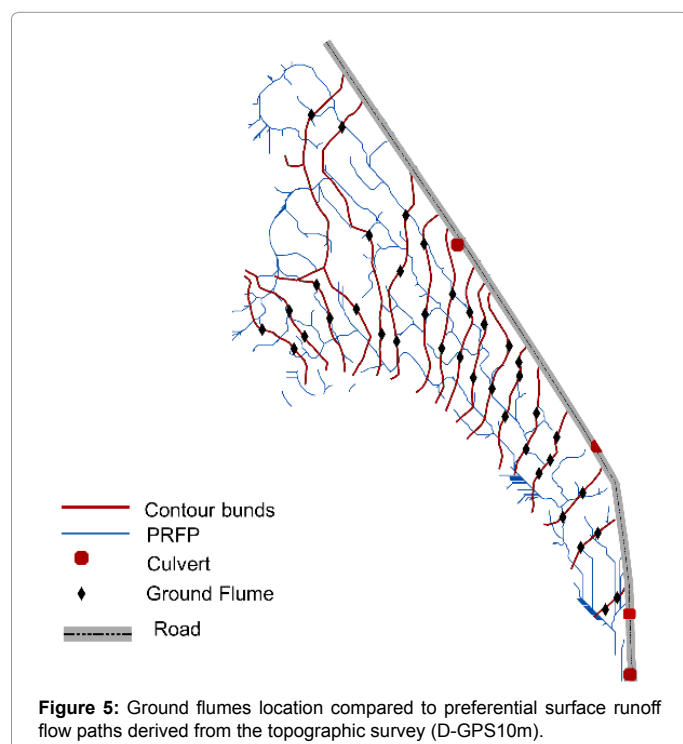 Contour bunds
PRFP
Culvert
Ground Flume
Road
Figure 5: Ground flumes location compared to preferential surface runoff
flow paths derived from the topographic survey (D-GPS10m).